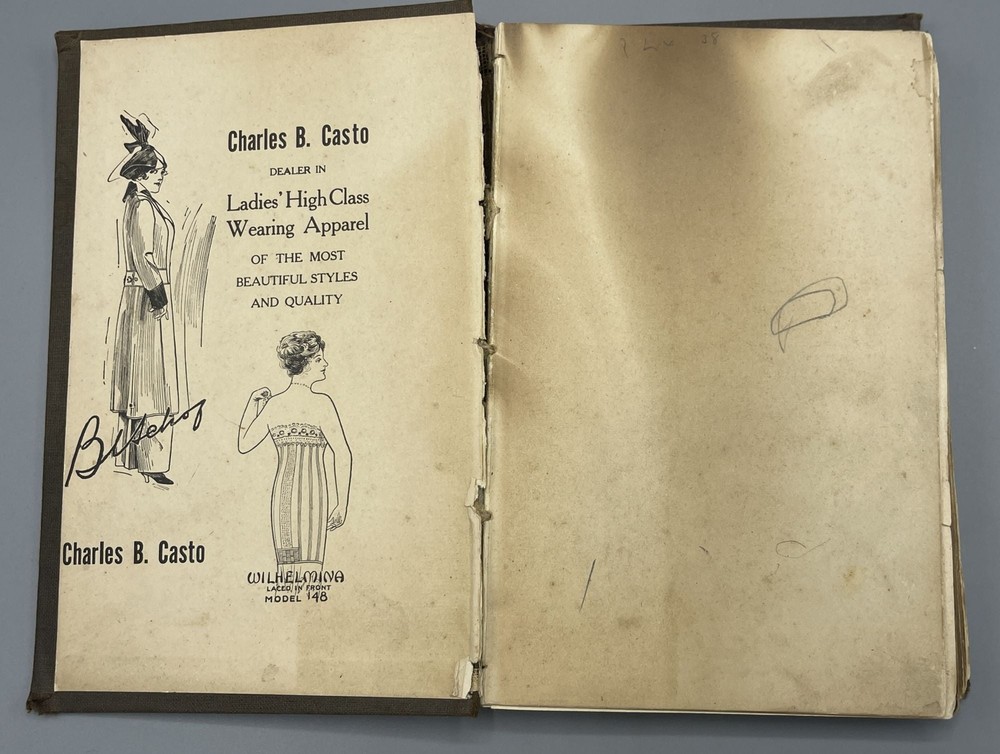 Charles B. Casto
DEALER IN
Ladies' High Class
Wearing Apparel
OF THE MOST
BEAUTIFUL STYLES
AND QUALITY
Bischof
Charles B. Casto
WILHELMINA
LACED IN FRONT
MODEL 148